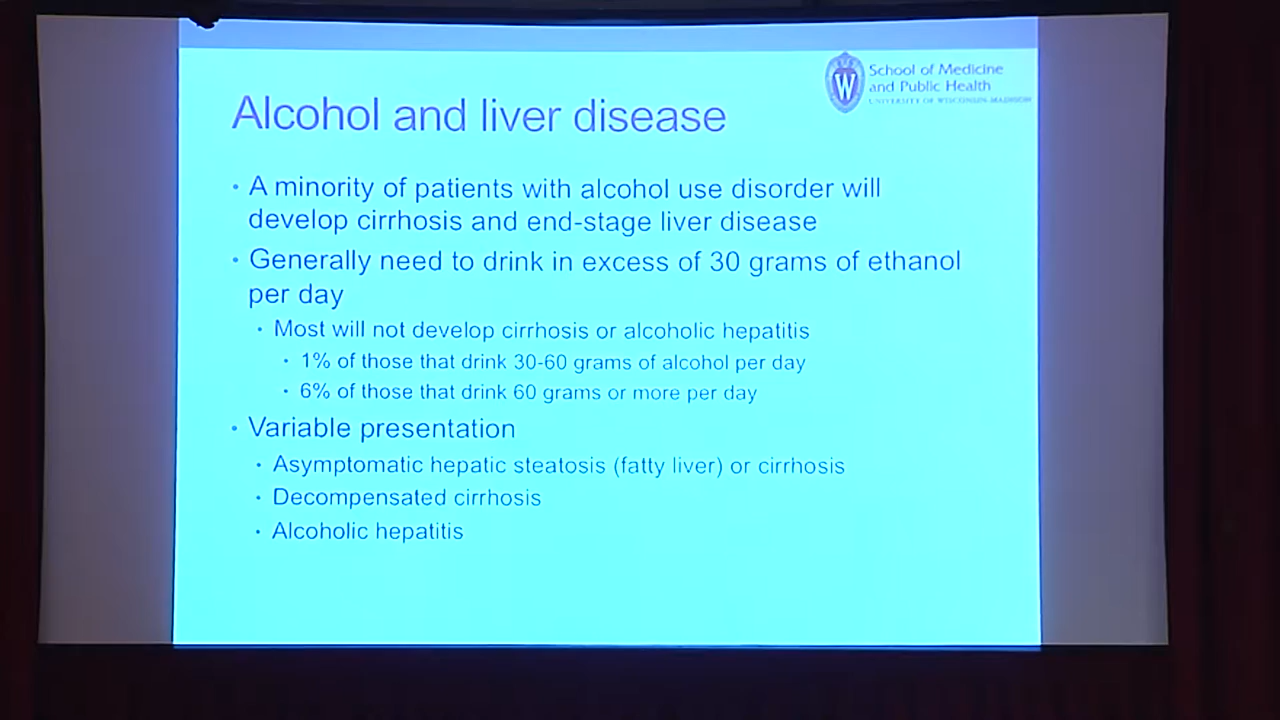 School of Medicine
and Public Health
UNIVERSITY OF WISCONSIN-MADISON
Alcohol and liver disease
• A minority of patients with alcohol use disorder will
develop cirrhosis and end-stage liver disease
• Generally need to drink in excess of 30 grams of ethanol
per day
• Most will not develop cirrhosis or alcoholic hepatitis
• 1% of those that drink 30-60 grams of alcohol per day
• 6% of those that drink 60 grams or more per day
• Variable presentation
• Asymptomatic hepatic steatosis (fatty liver) or cirrhosis
• Decompensated cirrhosis
• Alcoholic hepatitis